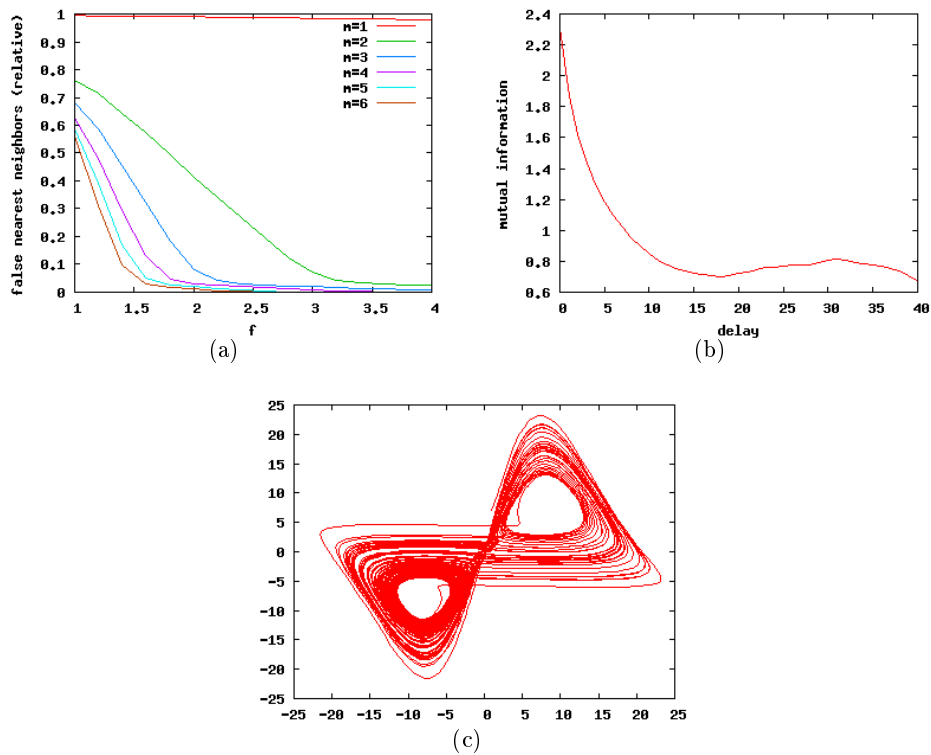 false nearest neighbors (relative)
1
0.9
0.8
0.7
0.6
0.5
0.4
0.3
0.2
0.1
0
m=1
m=2
m=3
m=4
m=5
m=6
1 1.5 2 2.5 3 3.5 4
f
(a)
mutual information
2.4
2.2
2
1.8
1.6
1.4
1.2
1
0.8
0.6
0 5 10 15 20 25 30 35 40
delay
(b)
25
20
15
10
5
0
-5
-10
-15
-20
-25
-25 -20 -15 -10 -5 0 5 10 15 20 25
(c)